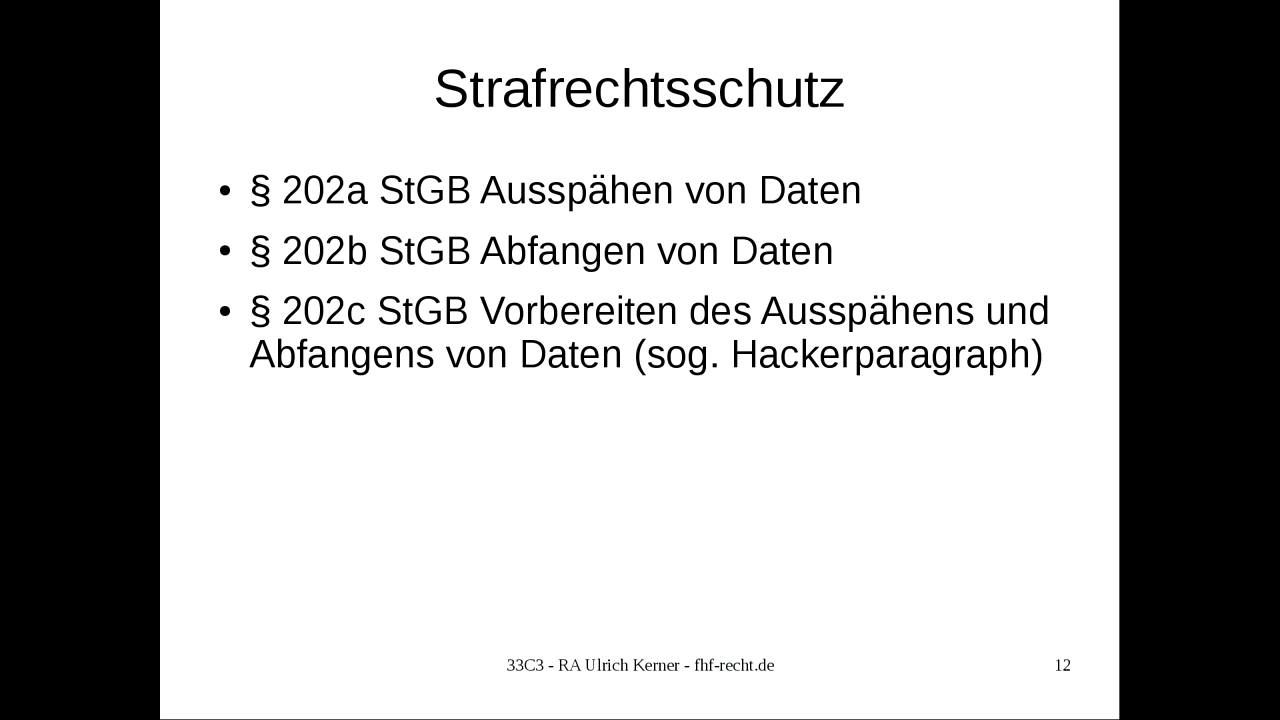 Strafrechtsschutz
• § 202a StGB Ausspähen von Daten
• § 202b StGB Abfangen von Daten
• § 202c StGB Vorbereiten des Ausspähens und
Abfangens von Daten (sog. Hackerparagraph)
33C3 - RA Ulrich Kerner - fhf-recht.de
12